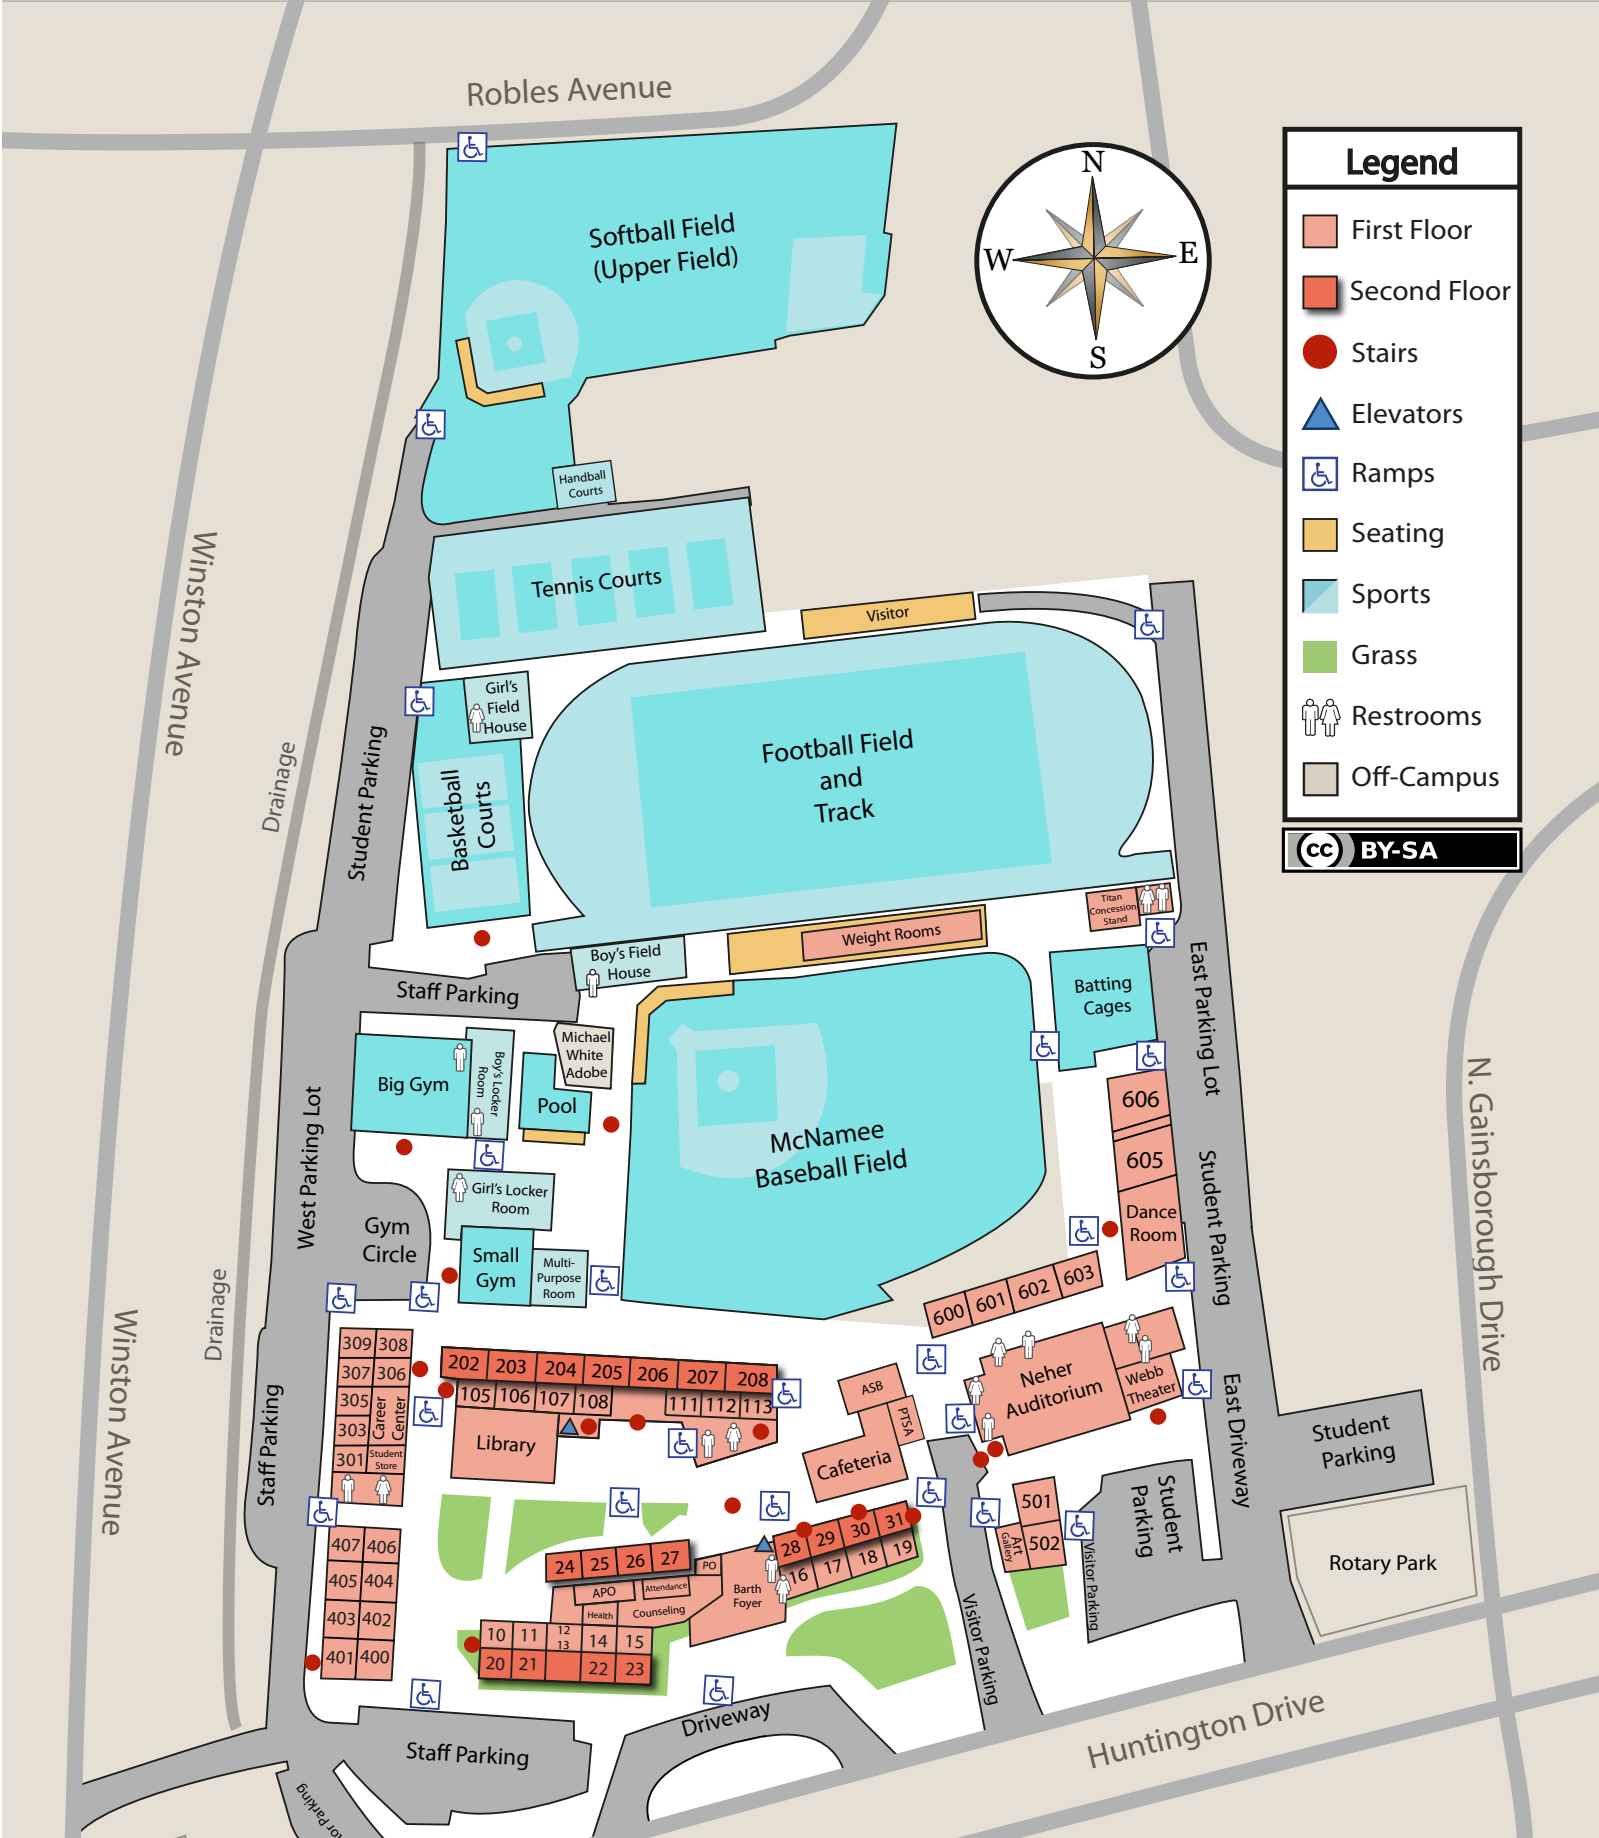 Robles Avenue
Softball Field
(Upper Field)
N
W
E
S
Legend
First Floor
Second Floor
Stairs
Elevators
Ramps
Seating
Sports
Grass
Restrooms
Off-Campus
cc BY-SA
Handball
Courts
Winston Avenue
Tennis Courts
Visitor
Girl's
Field
House
Student Parking
Drainage
Basketball
Courts
Football Field
and
Track
Titan
Concession
Stand
Weight Rooms
Boy's Field
House
Staff Parking
Batting
Cages
East Parking Lot
Michael
White
Adobe
Big Gym
Boy's Locker
Room
Pool
McNamee
Baseball Field
606
605
Dance
Room
N. Gainsborough Drive
West Parking Lot
Girl's Locker
Room
Gym
Circle
Small
Gym
Multi-
Purpose
Room
Student Parking
Drainage
Winston Avenue
600
601
602
603
309
308
307
306
305
303
301
Career
Center
Student
Store
202
203
204
205
206
207
208
105
106
107
108
111
112
113
Library
ASB
PTSA
Cafeteria
Neher
Auditorium
Webb
Theater
East Driveway
Student
Parking
Staff Parking
407
406
405
404
403
402
401
400
24
25
26
27
PO
APO
Attendance
Health
Counseling
Barth
Foyer
28
29
30
31
16
17
18
19
10
11
12
13
14
15
20
21
22
23
501
502
Art
Gallery
Visitor Parking
Student
Parking
Rotary Park
Visitor Parking
Driveway
Staff Parking
Huntington Drive